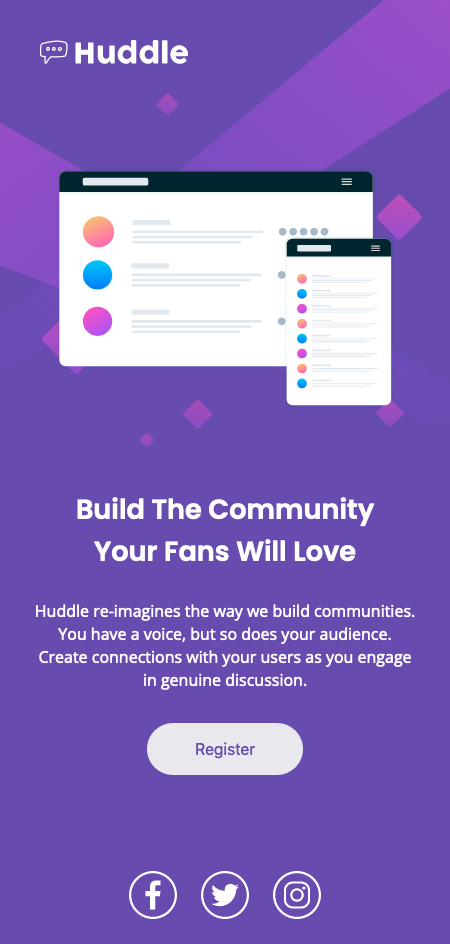 Huddle
Build The Community
Your Fans Will Love
Huddle re-imagines the way we build communities.
You have a voice, but so does your audience.
Create connections with your users as you engage
in genuine discussion.
Register